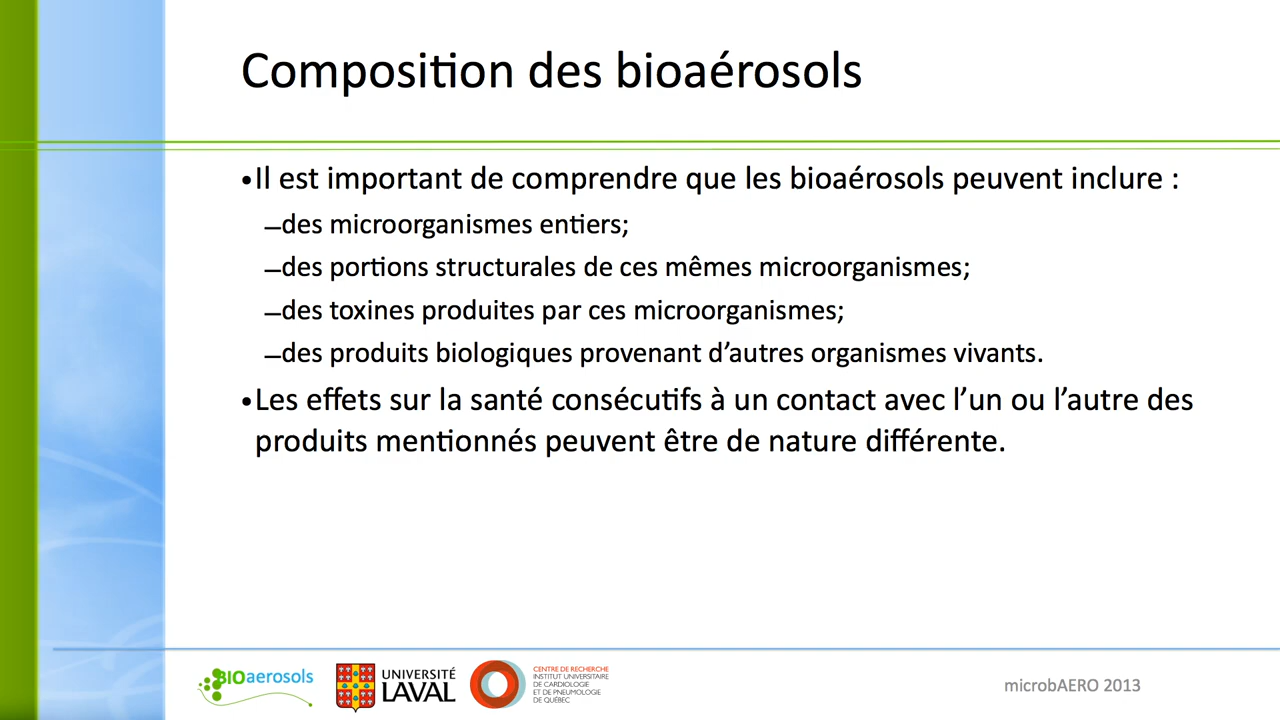 Composition des bioaérosols
•Il est important de comprendre que les bioaérosols peuvent inclure :
–des microorganismes entiers;
–des portions structurales de ces mêmes microorganismes;
–des toxines produites par ces microorganismes;
–des produits biologiques provenant d’autres organismes vivants.
•Les effets sur la santé consécutifs à un contact avec l’un ou l’autre des
produits mentionnés peuvent être de nature différente.
BIOaerosols
UNIVERSITÉ
LAVAL
CENTRE DE RECHERCHE
INSTITUT UNIVERSITAIRE
DE CARDIOLOGIE
ET DE PNEUMOLOGIE
DE QUÉBEC
microbAERO 2013